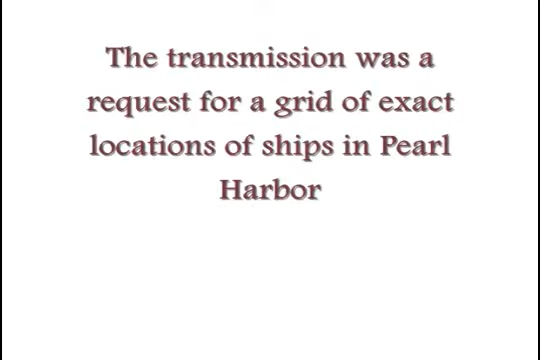 The transmission was a
request for a grid of exact
locations of ships in Pearl
Harbor